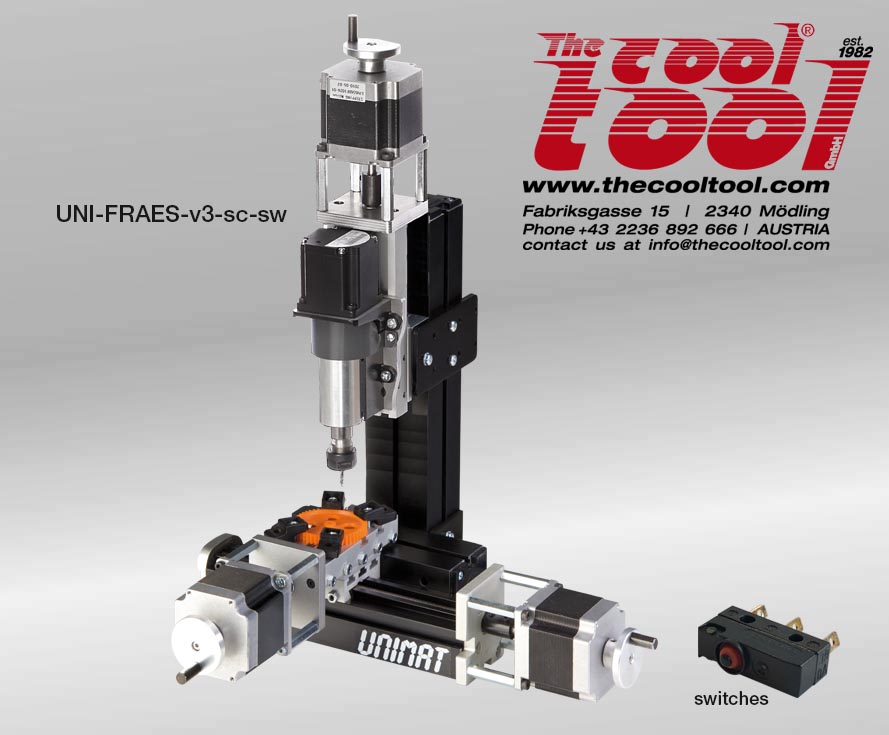 The cool tool® GmbH
est. 1982
www.thecooltool.com
Fabriksgasse 15 | 2340 Mödling
Phone +43 2236 892 666 | AUSTRIA
contact us at info@thecooltool.com
UNI-FRAES-v3-sc-sw
UNIMAT
switches